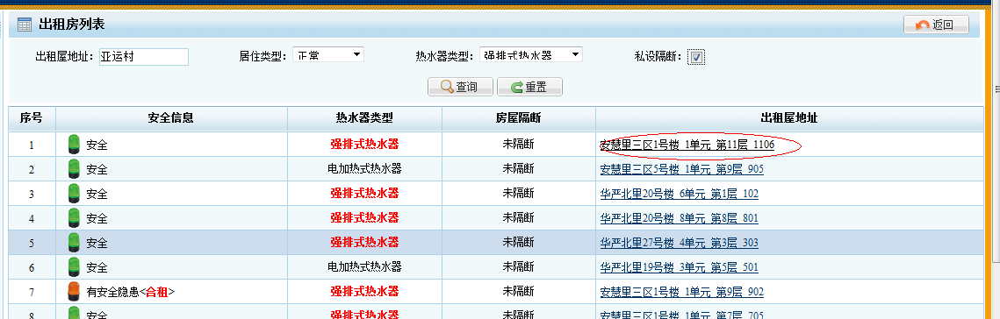 出租房列表 返回
出租屋地址: 亚运村 居住类型: 正常 热水器类型: 强排式热水器 私设隔断:
查询 重置
序号 安全信息 热水器类型 房屋隔断 出租屋地址
1 安全 强排式热水器 未隔断 安慧里三区1号楼 1单元 第11层 1106
2 安全 电加热式热水器 未隔断 安慧里三区5号楼 1单元 第9层 905
3 安全 强排式热水器 未隔断 华严北里20号楼 6单元 第1层 102
4 安全 强排式热水器 未隔断 华严北里20号楼 8单元 第8层 801
5 安全 强排式热水器 未隔断 华严北里27号楼 4单元 第3层 303
6 安全 电加热式热水器 未隔断 华严北里19号楼 3单元 第5层 501
7 有安全隐患<合租> 强排式热水器 未隔断 安慧里三区1号楼 1单元 第9层 902
8 安全 强排式热水器 未隔断 安慧里三区1号楼 1单元 第7层 705